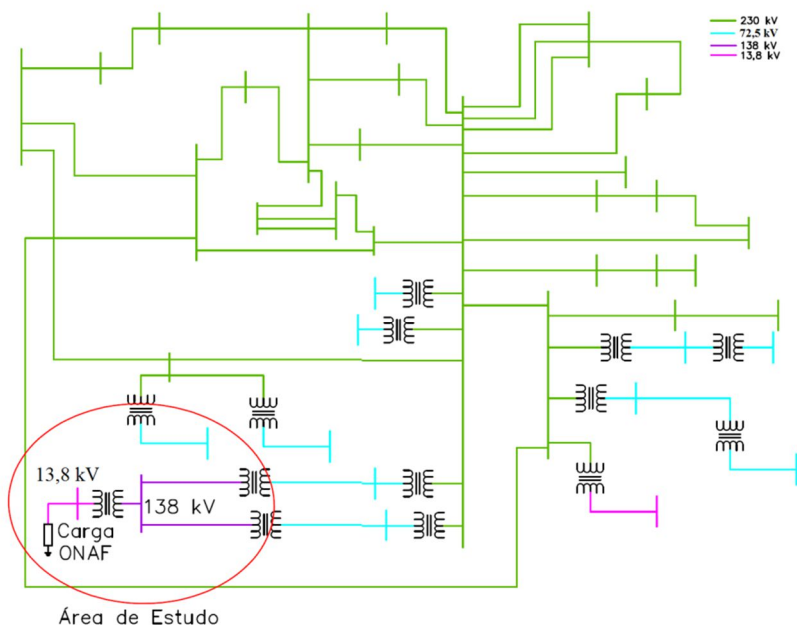 230 kV
72,5 kV
138 kV
13,8 kV
13,8 kV
138 kV
Carga
ONAF
Área de Estudo